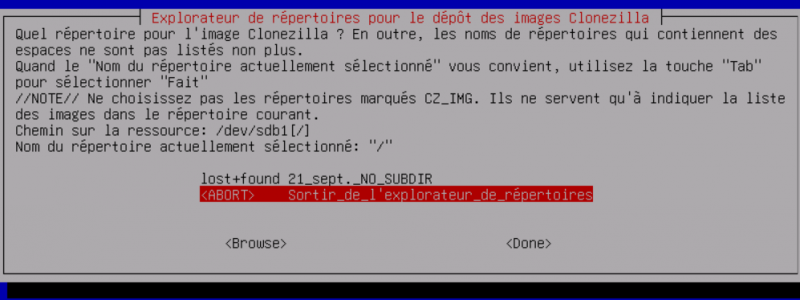 Explorateur de répertoires pour le dépôt des images Clonezilla
Quel répertoire pour l'image Clonezilla ? En outre, les noms de répertoires qui contiennent des
espaces ne sont pas listés non plus.
Quand le "Nom du répertoire actuellement sélectionné" vous convient, utilisez la touche "Tab"
pour sélectionner "Fait"
//NOTE// Ne choisissez pas les répertoires marqués CZ_IMG. Ils ne servent qu'à indiquer la liste
des images dans le répertoire courant.
Chemin sur la ressource: /dev/sdb1[/]
Nom du répertoire actuellement sélectionné: "/"
lost+found 21_sept._NO_SUBDIR
<ABORT> Sortir_de_l'explorateur_de_répertoires
<Browse> <Done>